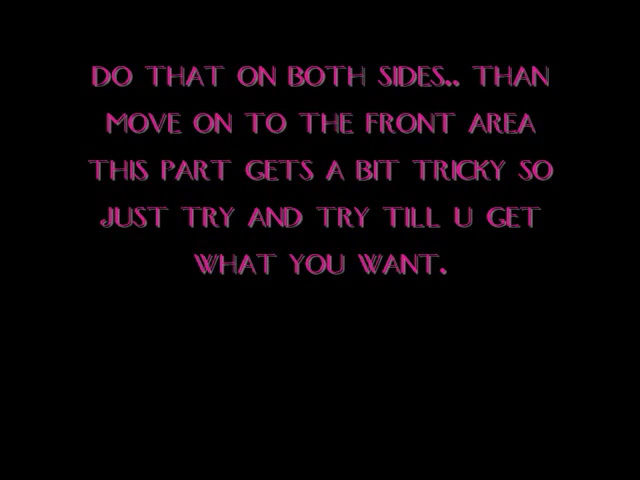 DO THAT ON BOTH SIDES.. THAN
MOVE ON TO THE FRONT AREA
THIS PART GETS A BIT TRICKY SO
JUST TRY AND TRY TILL U GET
WHAT YOU WANT.